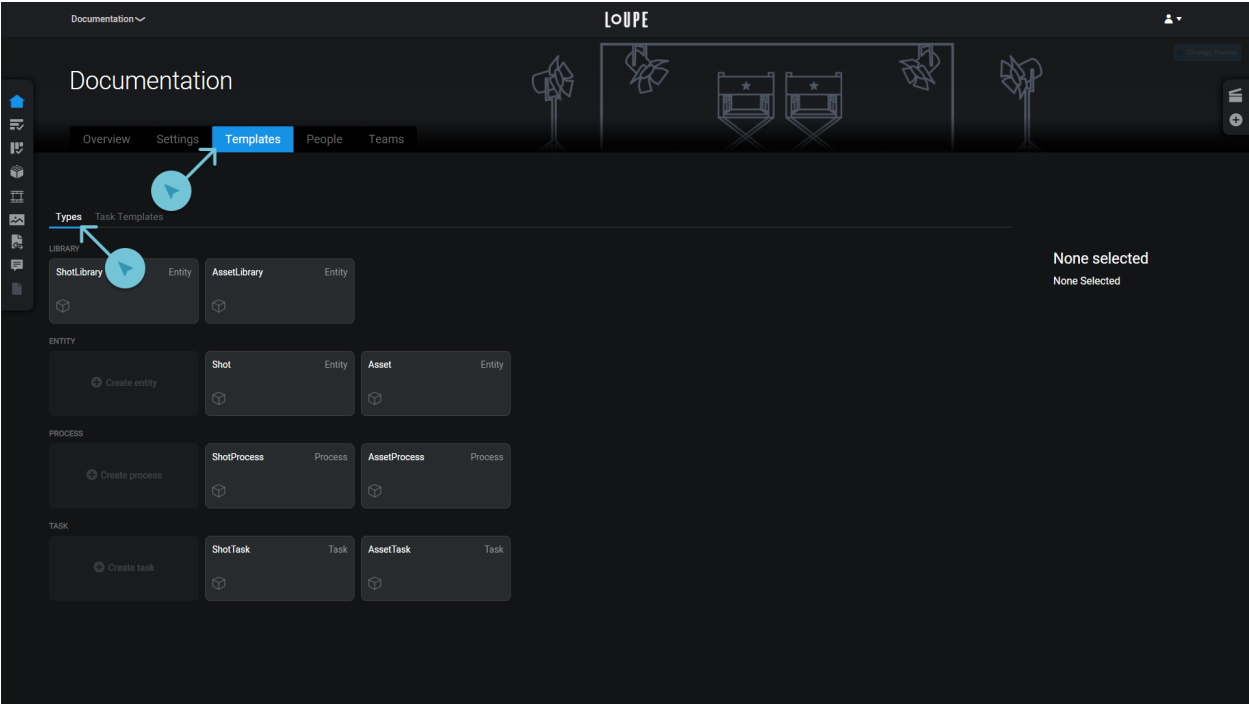 Documentation
LOUPE
Change Banner
Documentation
Overview Settings Templates People Teams
Types Task Templates
LIBRARY
ShotLibrary Entity AssetLibrary Entity
None selected
None Selected
ENTITY
Create entity
Shot Entity Asset Entity
PROCESS
Create process
ShotProcess Process AssetProcess Process
TASK
Create task
ShotTask Task AssetTask Task